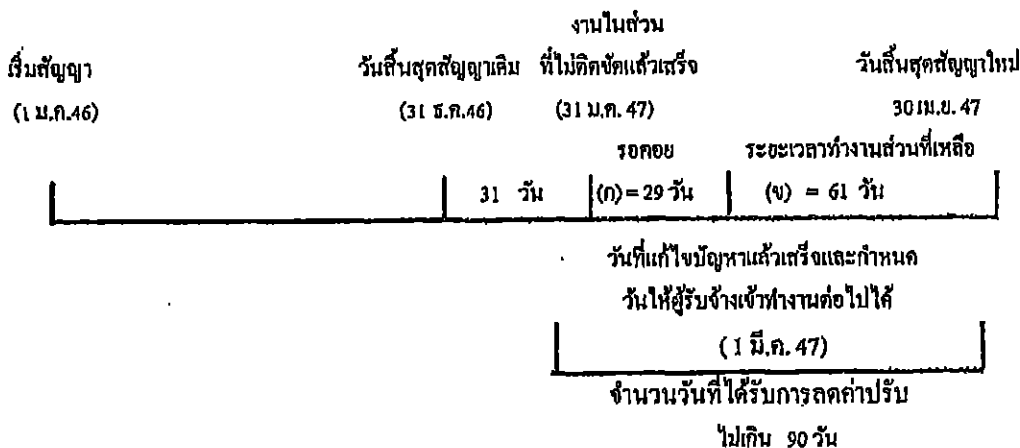 งานในส่วน
เริ่มสัญญา วันสิ้นสุดสัญญาเดิม ที่ไม่ติดขัดแล้วเสร็จ วันสิ้นสุดสัญญาใหม่
(1 ม.ค.46) (31 ธ.ค.46) (31 ม.ค. 47) 30 เม.ย. 47
รอคอย ระยะเวลาทำงานส่วนที่เหลือ
31 วัน (ก) = 29 วัน (ข) = 61 วัน
วันที่แก้ไขปัญหาแล้วเสร็จและกำหนด
วันให้ผู้รับจ้างเข้าทำงานต่อไปได้
(1 มี.ค. 47)
จำนวนวันที่ได้รับการลดค่าปรับ
ไม่เกิน 90 วัน